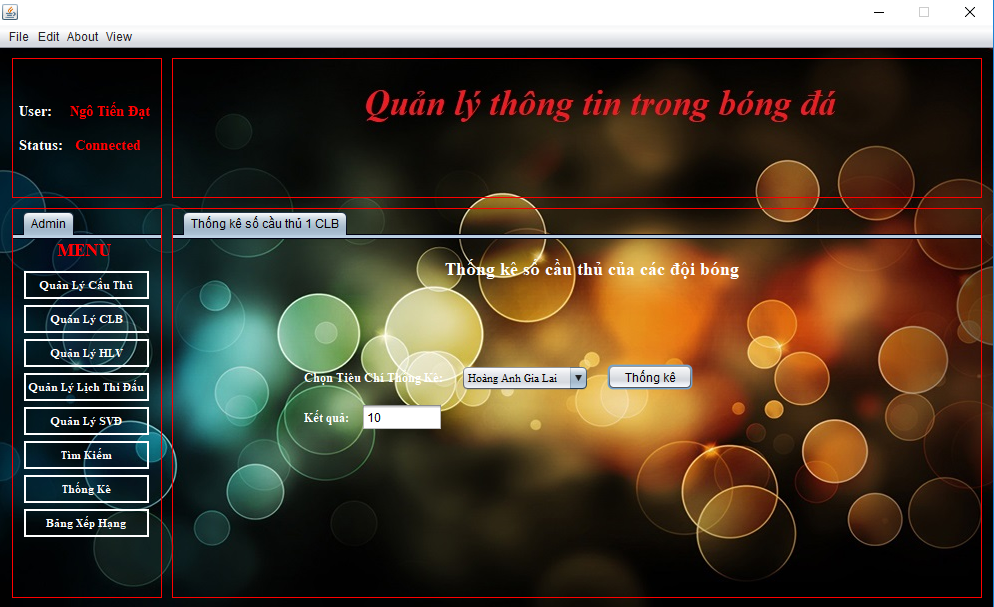 File Edit About View
User: Ngô Tiến Đạt
Status: Connected
Quản lý thông tin trong bóng đá
Admin
MENU
Quản Lý Cầu Thủ
Quản Lý CLB
Quản Lý HLV
Quản Lý Lịch Thi Đấu
Quản Lý SVĐ
Tìm Kiếm
Thống Kê
Bảng Xếp Hạng
Thống kê số cầu thủ 1 CLB
Thống kê số cầu thủ của các đội bóng
Chọn Tiêu Chí Thống Kê: Hoàng Anh Gia Lai Thống kê
Kết quả: 10